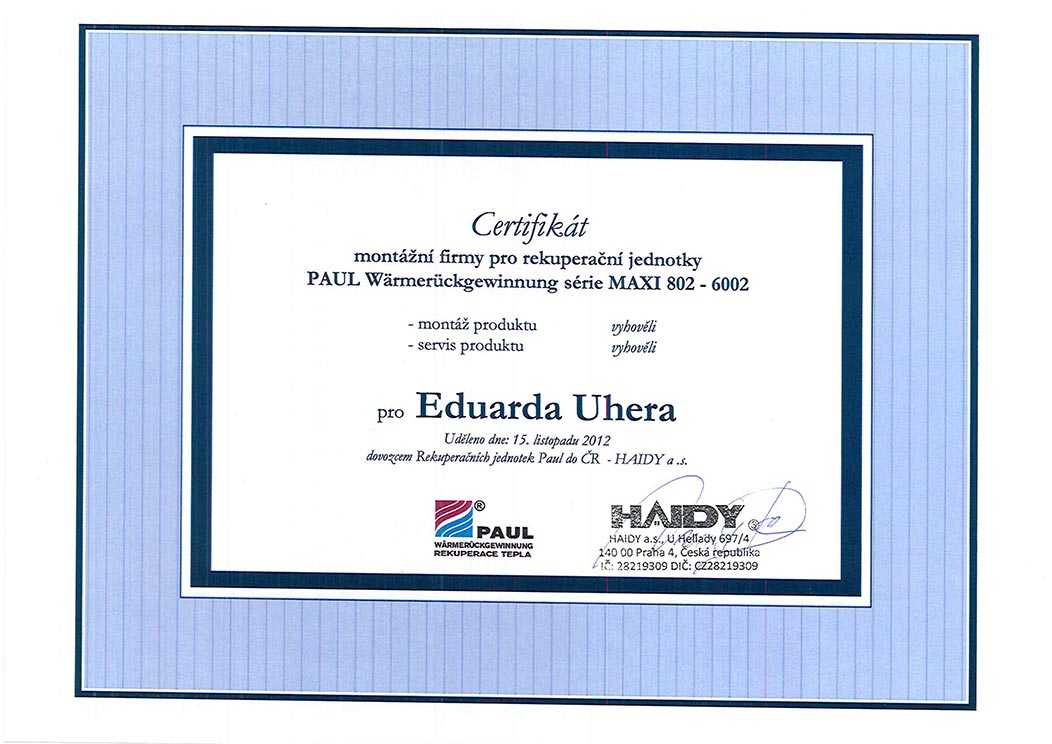 Certifikát
montážní firmy pro rekuperační jednotky
PAUL Wärmerückgewinnung série MAXI 802 - 6002
- montáž produktu vyhověli
- servis produktu vyhověli
pro Eduarda Uhera
Uděleno dne: 15. listopadu 2012
dovozcem Rekuperačních jednotek Paul do ČR - HAIDY a .s.
® PAUL
WÄRMERÜCKGEWINNUNG
REKUPERACE TEPLA
HAIDY ®
HAIDY a.s., U Hellady 697/4
140 00 Praha 4, Česká republika
IČ: 28219309 DIČ: CZ28219309